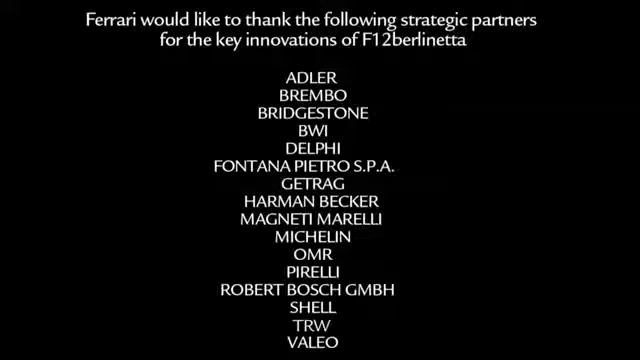 Ferrari would like to thank the following strategic partners
for the key innovations of F12berlinetta
ADLER
BREMBO
BRIDGESTONE
BWI
DELPHI
FONTANA PIETRO S.P.A.
GETRAG
HARMAN BECKER
MAGNETI MARELLI
MICHELIN
OMR
PIRELLI
ROBERT BOSCH GMBH
SHELL
TRW
VALEO